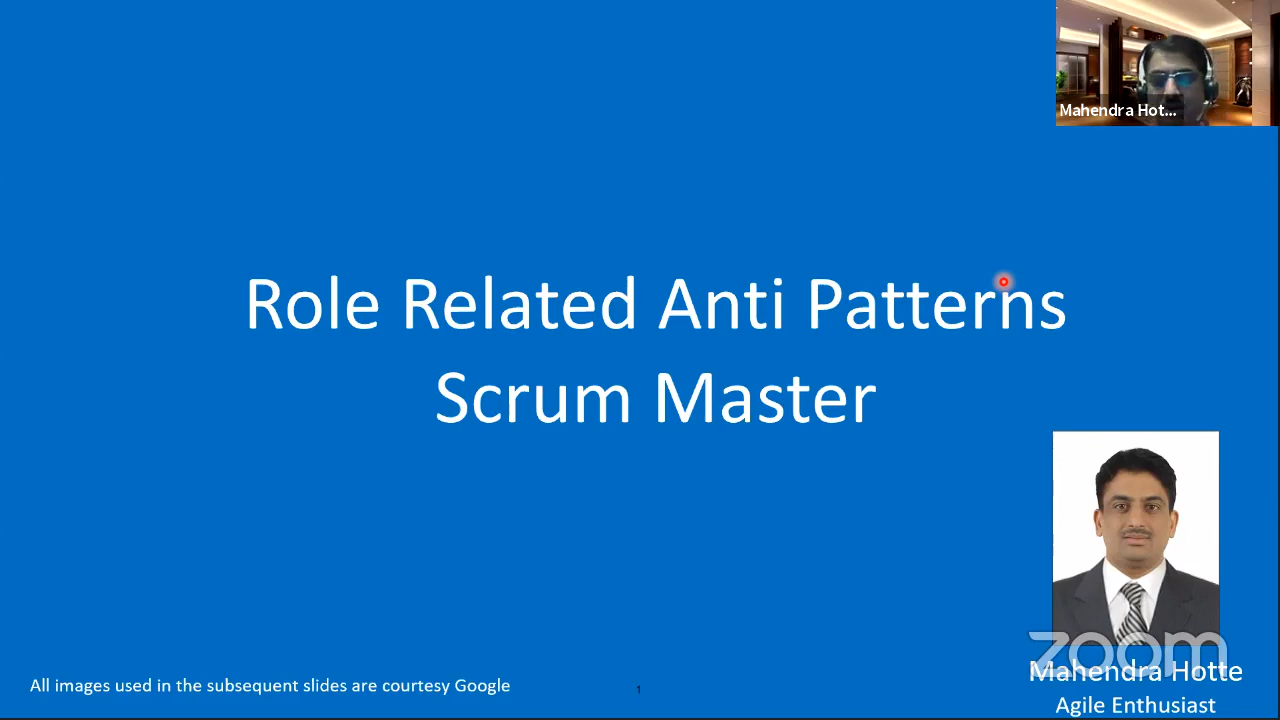 Mahendra Hot...
Role Related Anti Patterns
Scrum Master
zoom
Mahendra Hotte
Agile Enthusiast
All images used in the subsequent slides are courtesy Google
1